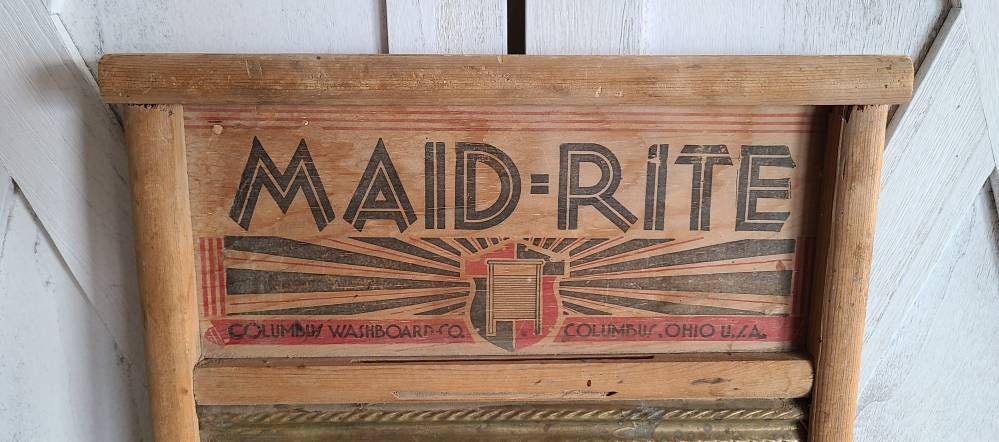 MAID=RITE
COLUMBUS WASHBOARD CO. COLUMBUS, OHIO U.S.A.